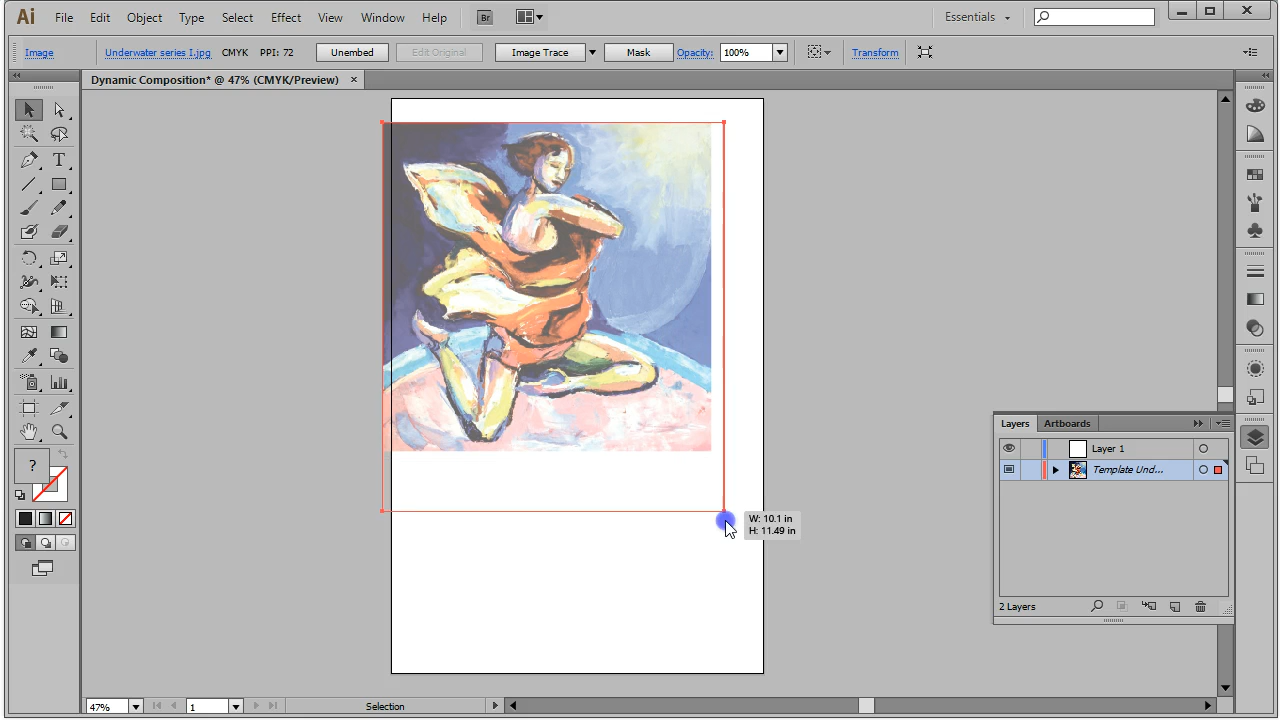 Ai File Edit Object Type Select Effect View Window Help Br Essentials
Image Underwater series I.jpg CMYK PPI: 72 Unembed Edit Original Image Trace Mask Opacity: 100% Transform
Dynamic Composition* @ 47% (CMYK/Preview) ×
T
W: 10.1 in
H: 11.49 in
Layers Artboards
Layer 1
Template Und...
?
2 Layers
47% 1 Selection